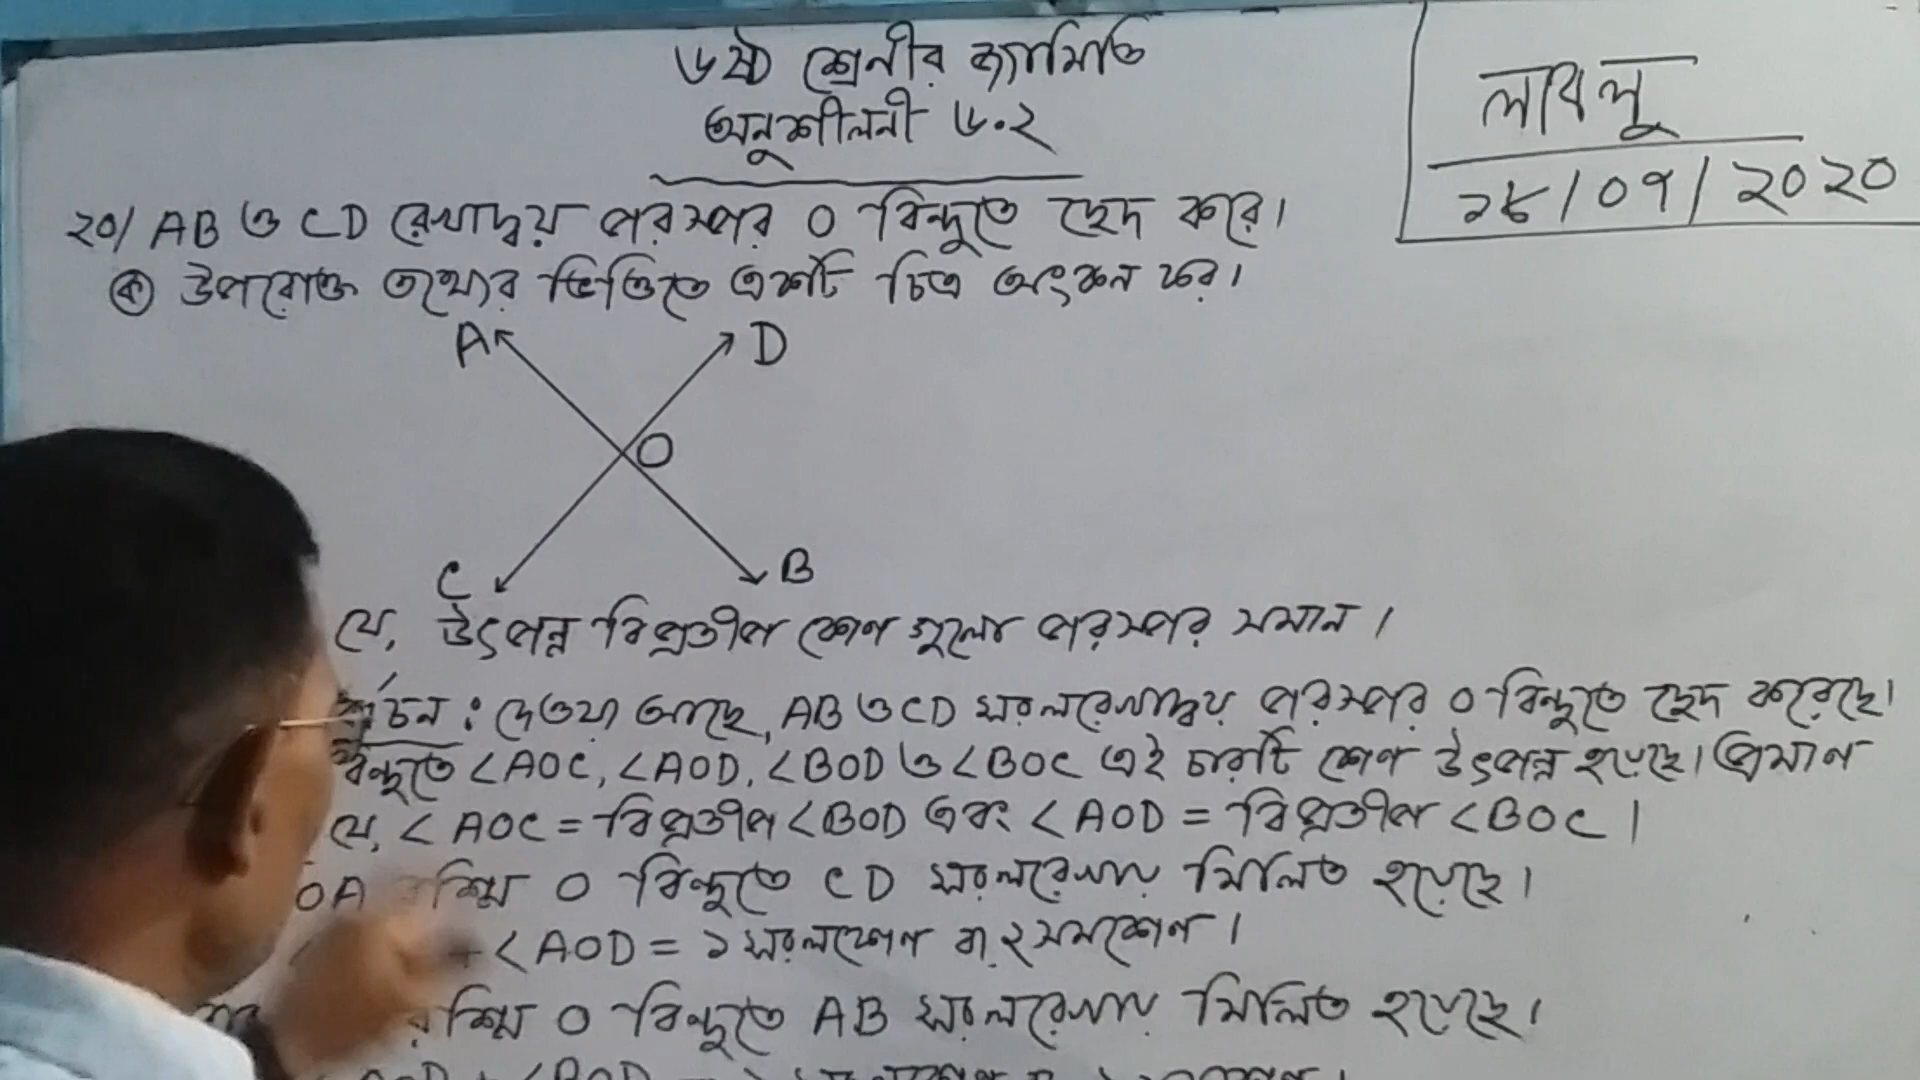 ৬ষ্ঠ শ্রেনীর জ্যামিতি
অনুশীলনী ৬.২
লাবলু
২৮/০৭/২০২০
২০/ AB ও CD রেখাদ্বয় পরস্পর O বিন্দুতে ছেদ করে।
ক উপরোক্ত তথ্যের ভিত্তিতে একটি চিত্র অংকন কর।
A D
O
C B
যে, উৎপন্ন বিপ্রতীপ কোণ গুলো পরস্পর সমান।
র্বচন : দেওয়া আছে, AB ও CD সরলরেখাদ্বয় পরস্পর O বিন্দুতে ছেদ করেছে।
বিন্দুতে <AOC, <AOD, <BOD ও <BOC এই চারটি কোণ উৎপন্ন হয়েছে। প্রমাণ
যে, <AOC = বিপ্রতীপ <BOD এবং <AOD = বিপ্রতীপ <BOC।
OA রশ্মি O বিন্দুতে CD সরলরেখায় মিলিত হয়েছে।
+ <AOD = ১ সরলকোণ বা ২ সমকোণ।
রশ্মি O বিন্দুতে AB সরলরেখায় মিলিত হয়েছে।